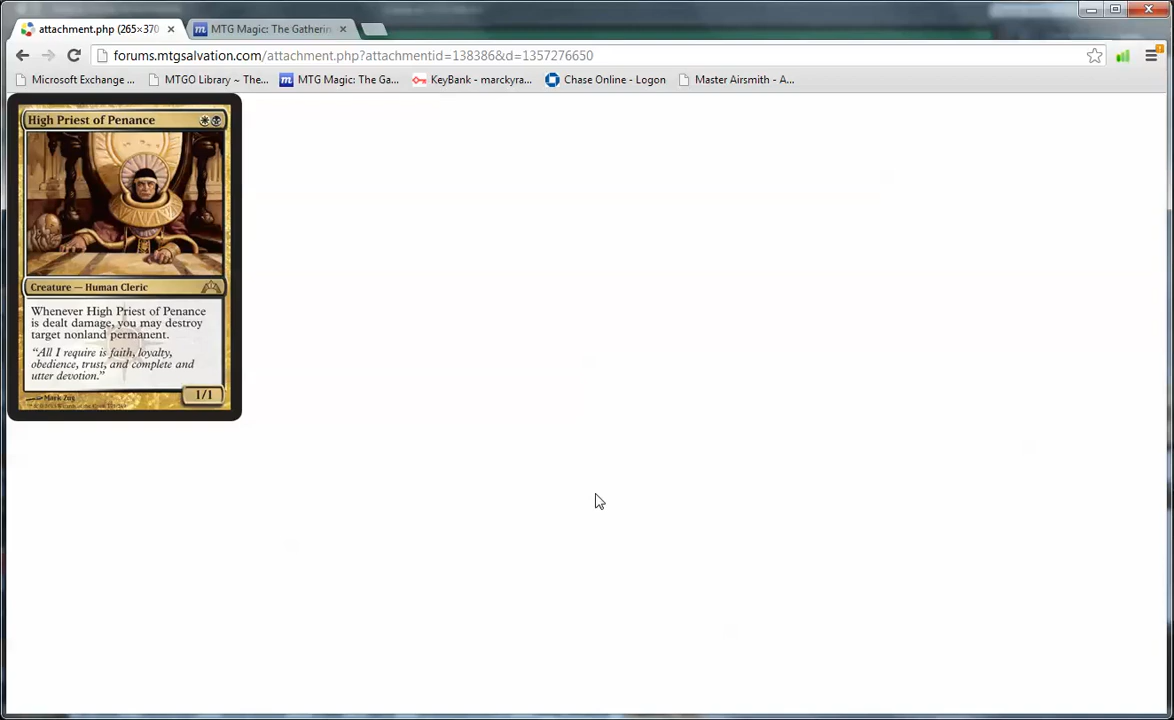 attachment.php (265×370
MTG Magic: The Gatherin
forums.mtgsalvation.com/attachment.php?attachmentid=138386&d=1357276650
Microsoft Exchange ...
MTGO Library ~ The...
MTG Magic: The Ga...
KeyBank - marckyra...
Chase Online - Logon
Master Airsmith - A...
High Priest of Penance
Creature — Human Cleric
Whenever High Priest of Penance
is dealt damage, you may destroy
target nonland permanent.
“All I require is faith, loyalty,
obedience, trust, and complete and
utter devotion.”
1/1
Mark Zug